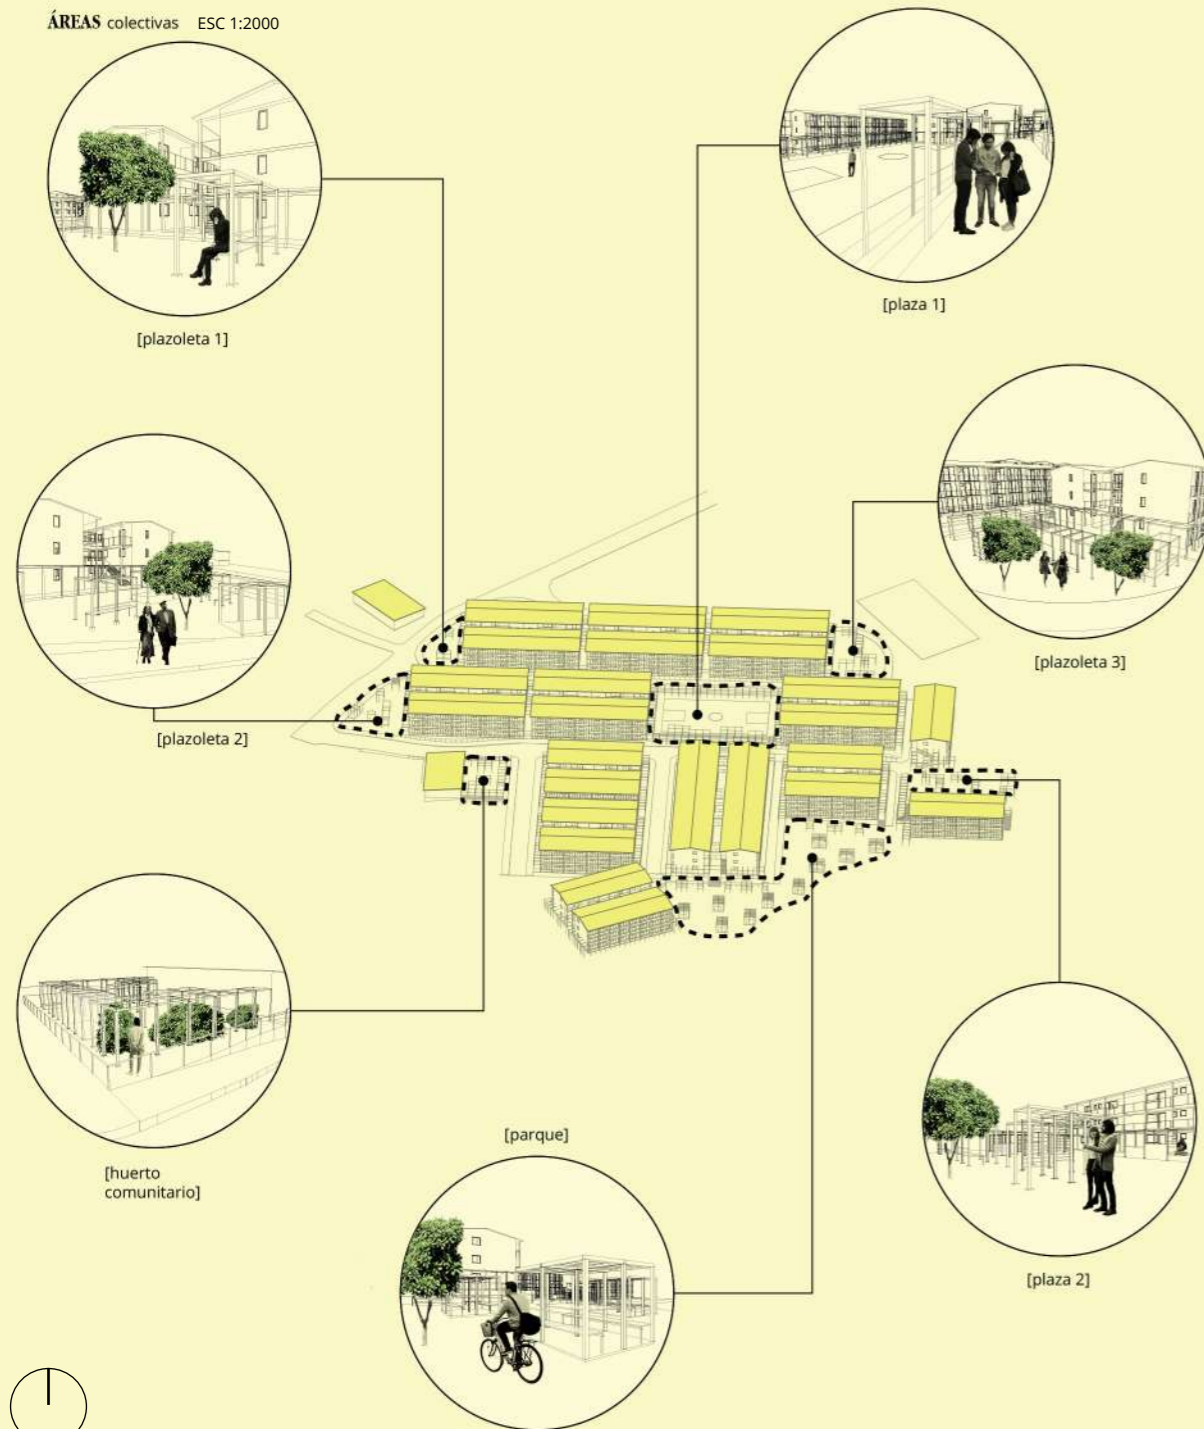 ÁREAS colectivas ESC 1:2000
[plazoleta 1]
[plaza 1]
[plazoleta 3]
[plazoleta 2]
[parque]
[huerto
comunitario]
[plaza 2]